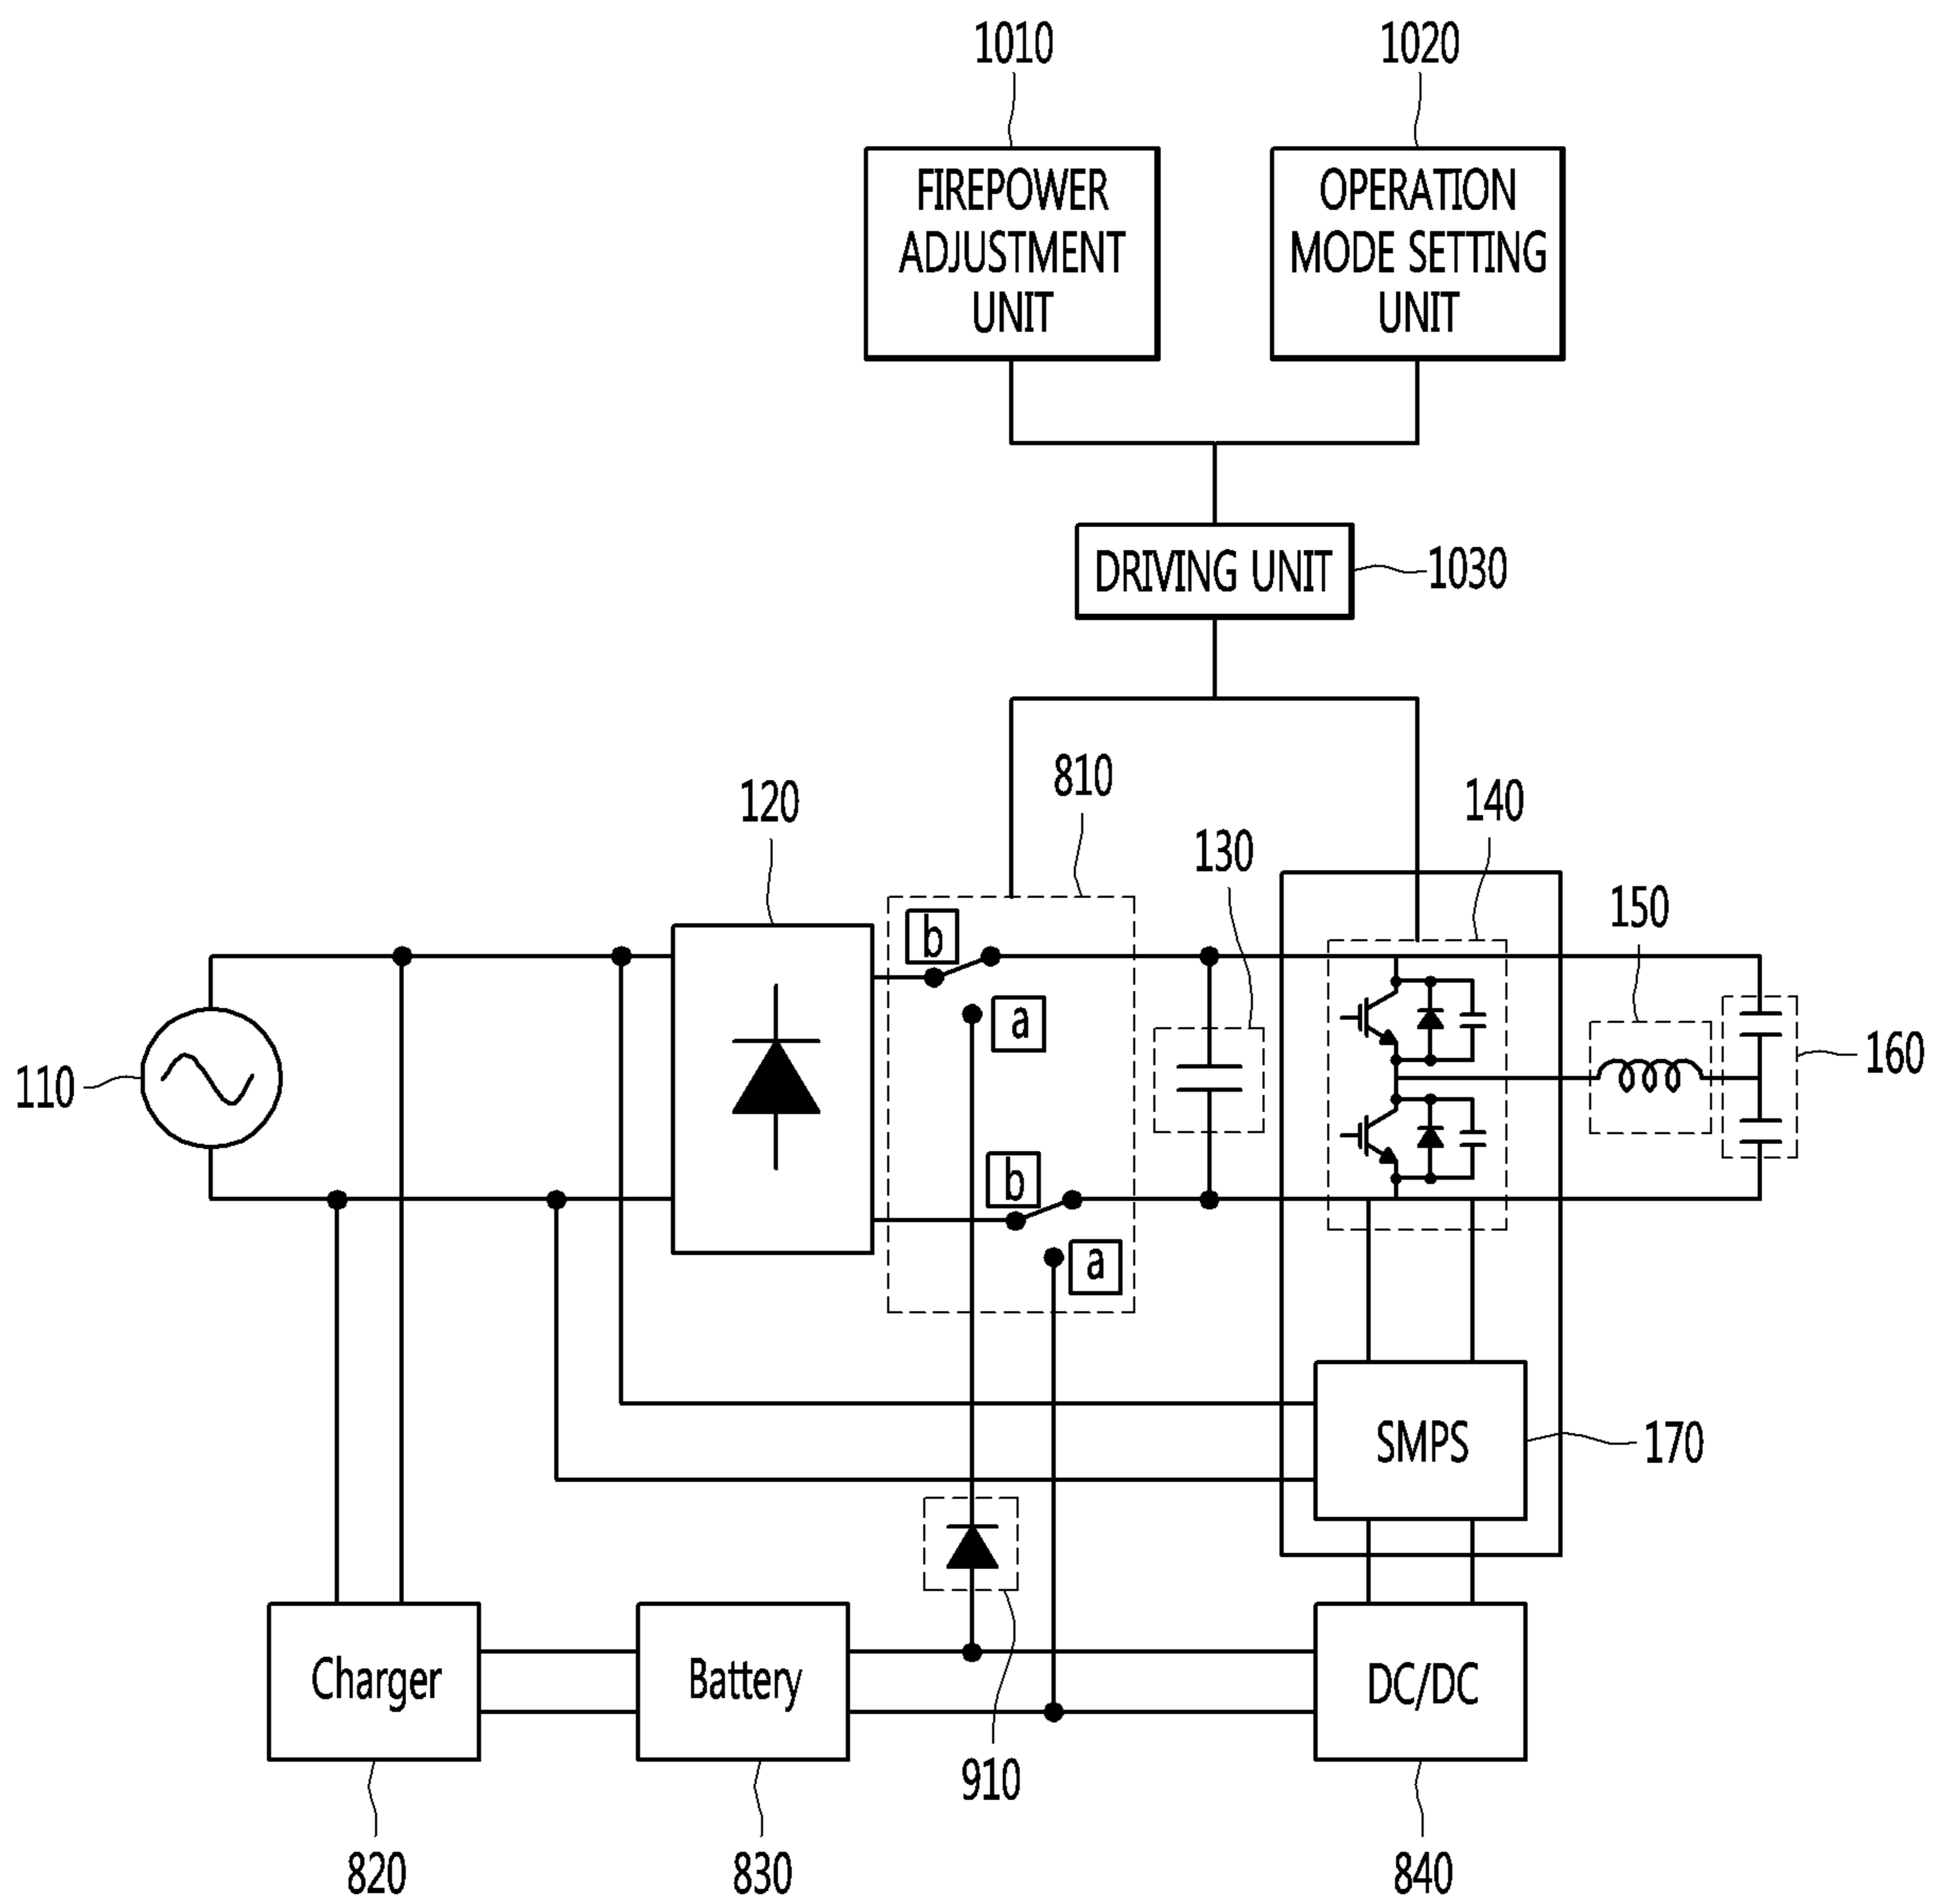 1010
1020
FIREPOWER
ADJUSTMENT
UNIT
OPERATION
MODE SETTING
UNIT
DRIVING UNIT
1030
810
120
140
130
150
b
a
110
160
b
a
SMPS
170
Charger
Battery
DC/DC
910
820
830
840